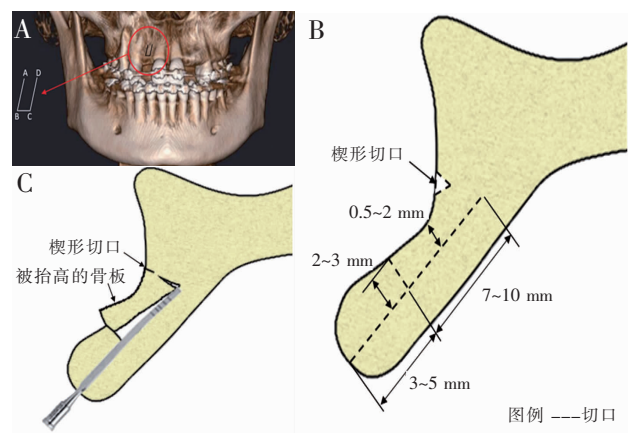 A
A D
B C
B
楔形切口
0.5~2 mm
2~3 mm
7~10 mm
3~5 mm
图例 ---切口
C
楔形切口
被抬高的骨板